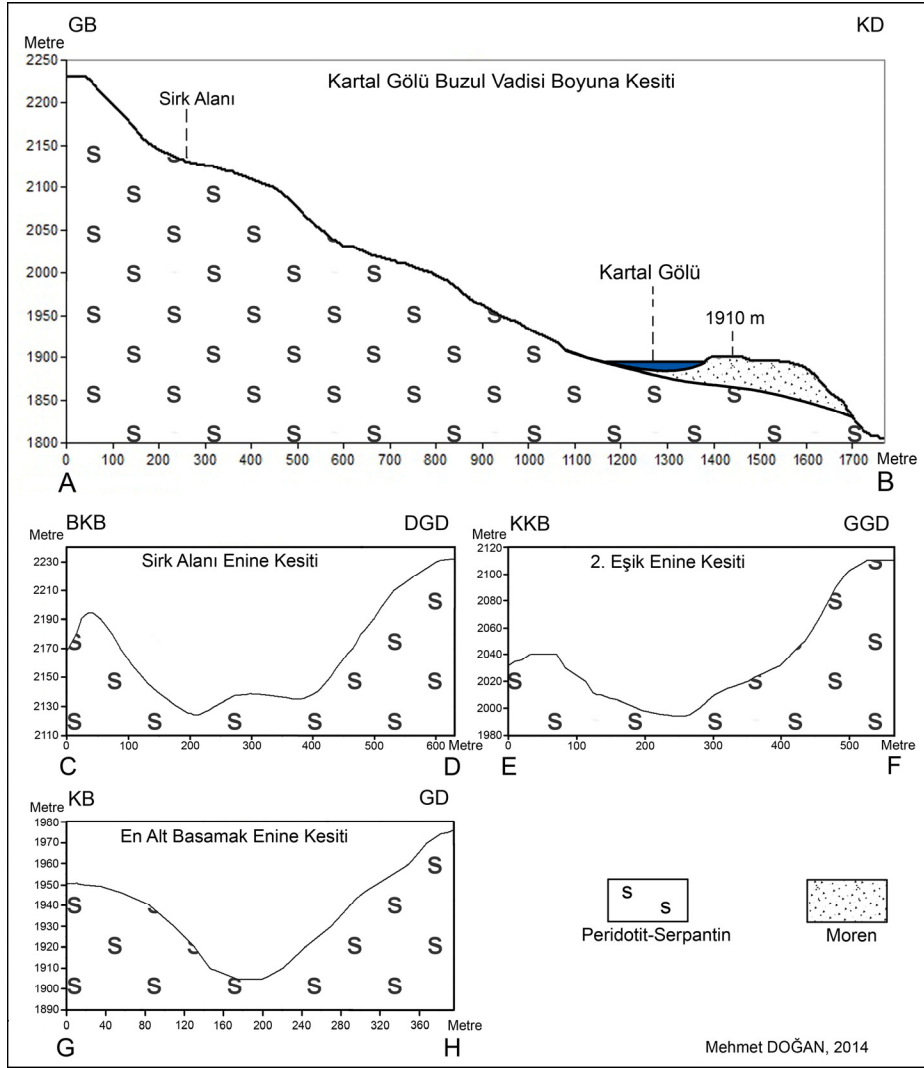 GB KD
Metre
Kartal Gölü Buzul Vadisi Boyuna Kesiti
2250
2200
2150
2100
2050
2000
1950
1900
1850
1800
Sirk Alanı
Kartal Gölü
1910 m
S
S S
S S
S S S
S S S S
S S S S S S
S S S S S S
S S S S S S S S S
S S S S S S S S S S
0 100 200 300 400 500 600 700 800 900 1000 1100 1200 1300 1400 1500 1600 1700 Metre
A B
BKB DGD
Metre
Sirk Alanı Enine Kesiti
2230
2210
2190
2170
2150
2130
2110
S
S S
S S S
S S S S
0 100 200 300 400 500 600 Metre
C D
KKB GGD
Metre
2. Eşik Enine Kesiti
2120
2100
2080
2060
2040
2020
2000
1980
S
S
S
S S S
S S S S S
0 100 200 300 400 500 Metre
E F
KB GD
Metre
En Alt Basamak Enine Kesiti
1980
1970
1960
1950
1940
1930
1920
1910
1900
1890
S
S S S
S S S S
S S S S S
0 40 80 120 160 200 240 280 320 360 Metre
G H
S
S
Peridotit-Serpantin
Moren
Mehmet DOĞAN, 2014